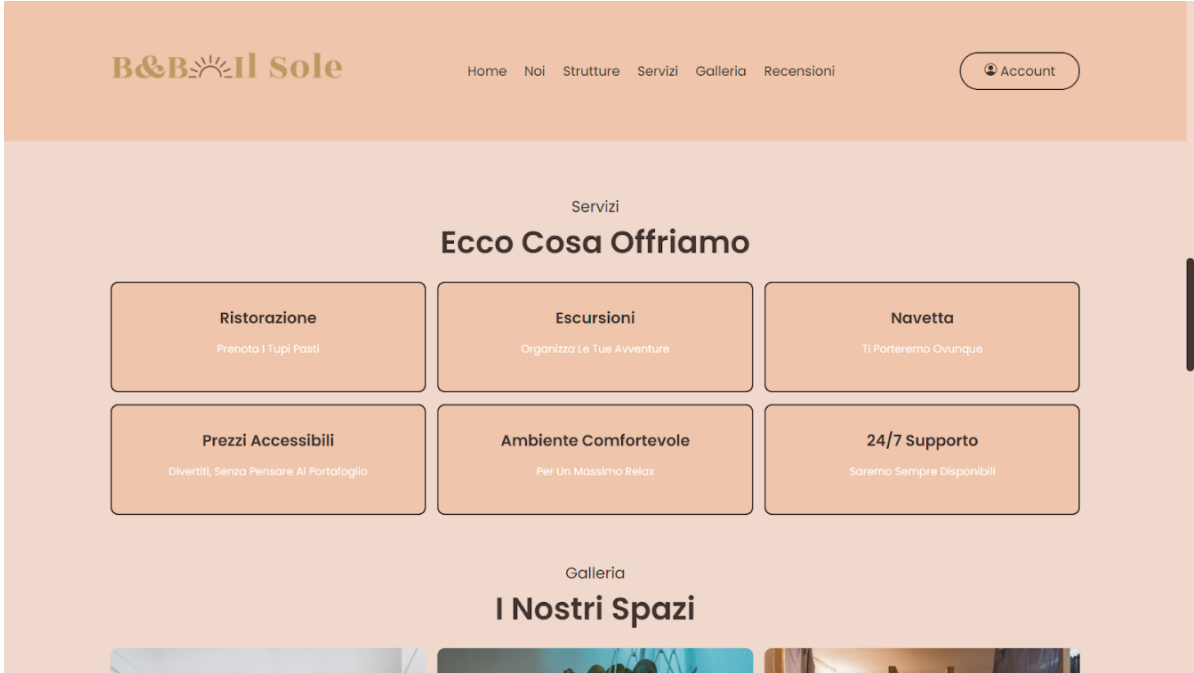 B&B Il Sole
Home Noi Strutture Servizi Galleria Recensioni
Account
Servizi
Ecco Cosa Offriamo
Ristorazione
Prenota I Tupi Pasti
Escursioni
Organizza Le Tue Avventure
Navetta
Ti Porteremo Ovunque
Prezzi Accessibili
Divertiti, Senza Pensare Al Portafoglio
Ambiente Comfortevole
Per Un Massimo Relax
24/7 Supporto
Saremo Sempre Disponibili
Galleria
I Nostri Spazi